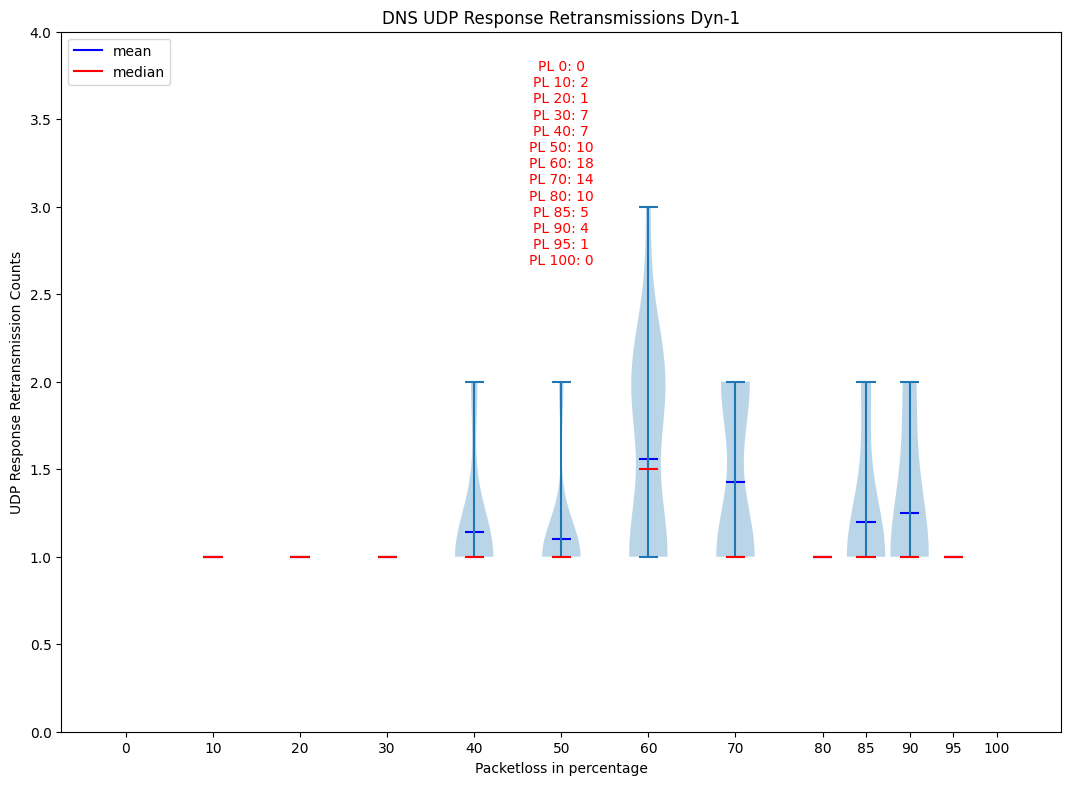 DNS UDP Response Retransmissions Dyn-1
mean
median
PL 0: 0
PL 10: 2
PL 20: 1
PL 30: 7
PL 40: 7
PL 50: 10
PL 60: 18
PL 70: 14
PL 80: 10
PL 85: 5
PL 90: 4
PL 95: 1
PL 100: 0
UDP Response Retransmission Counts
4.0
3.5
3.0
2.5
2.0
1.5
1.0
0.5
0.0
0 10 20 30 40 50 60 70 80 85 90 95 100
Packetloss in percentage